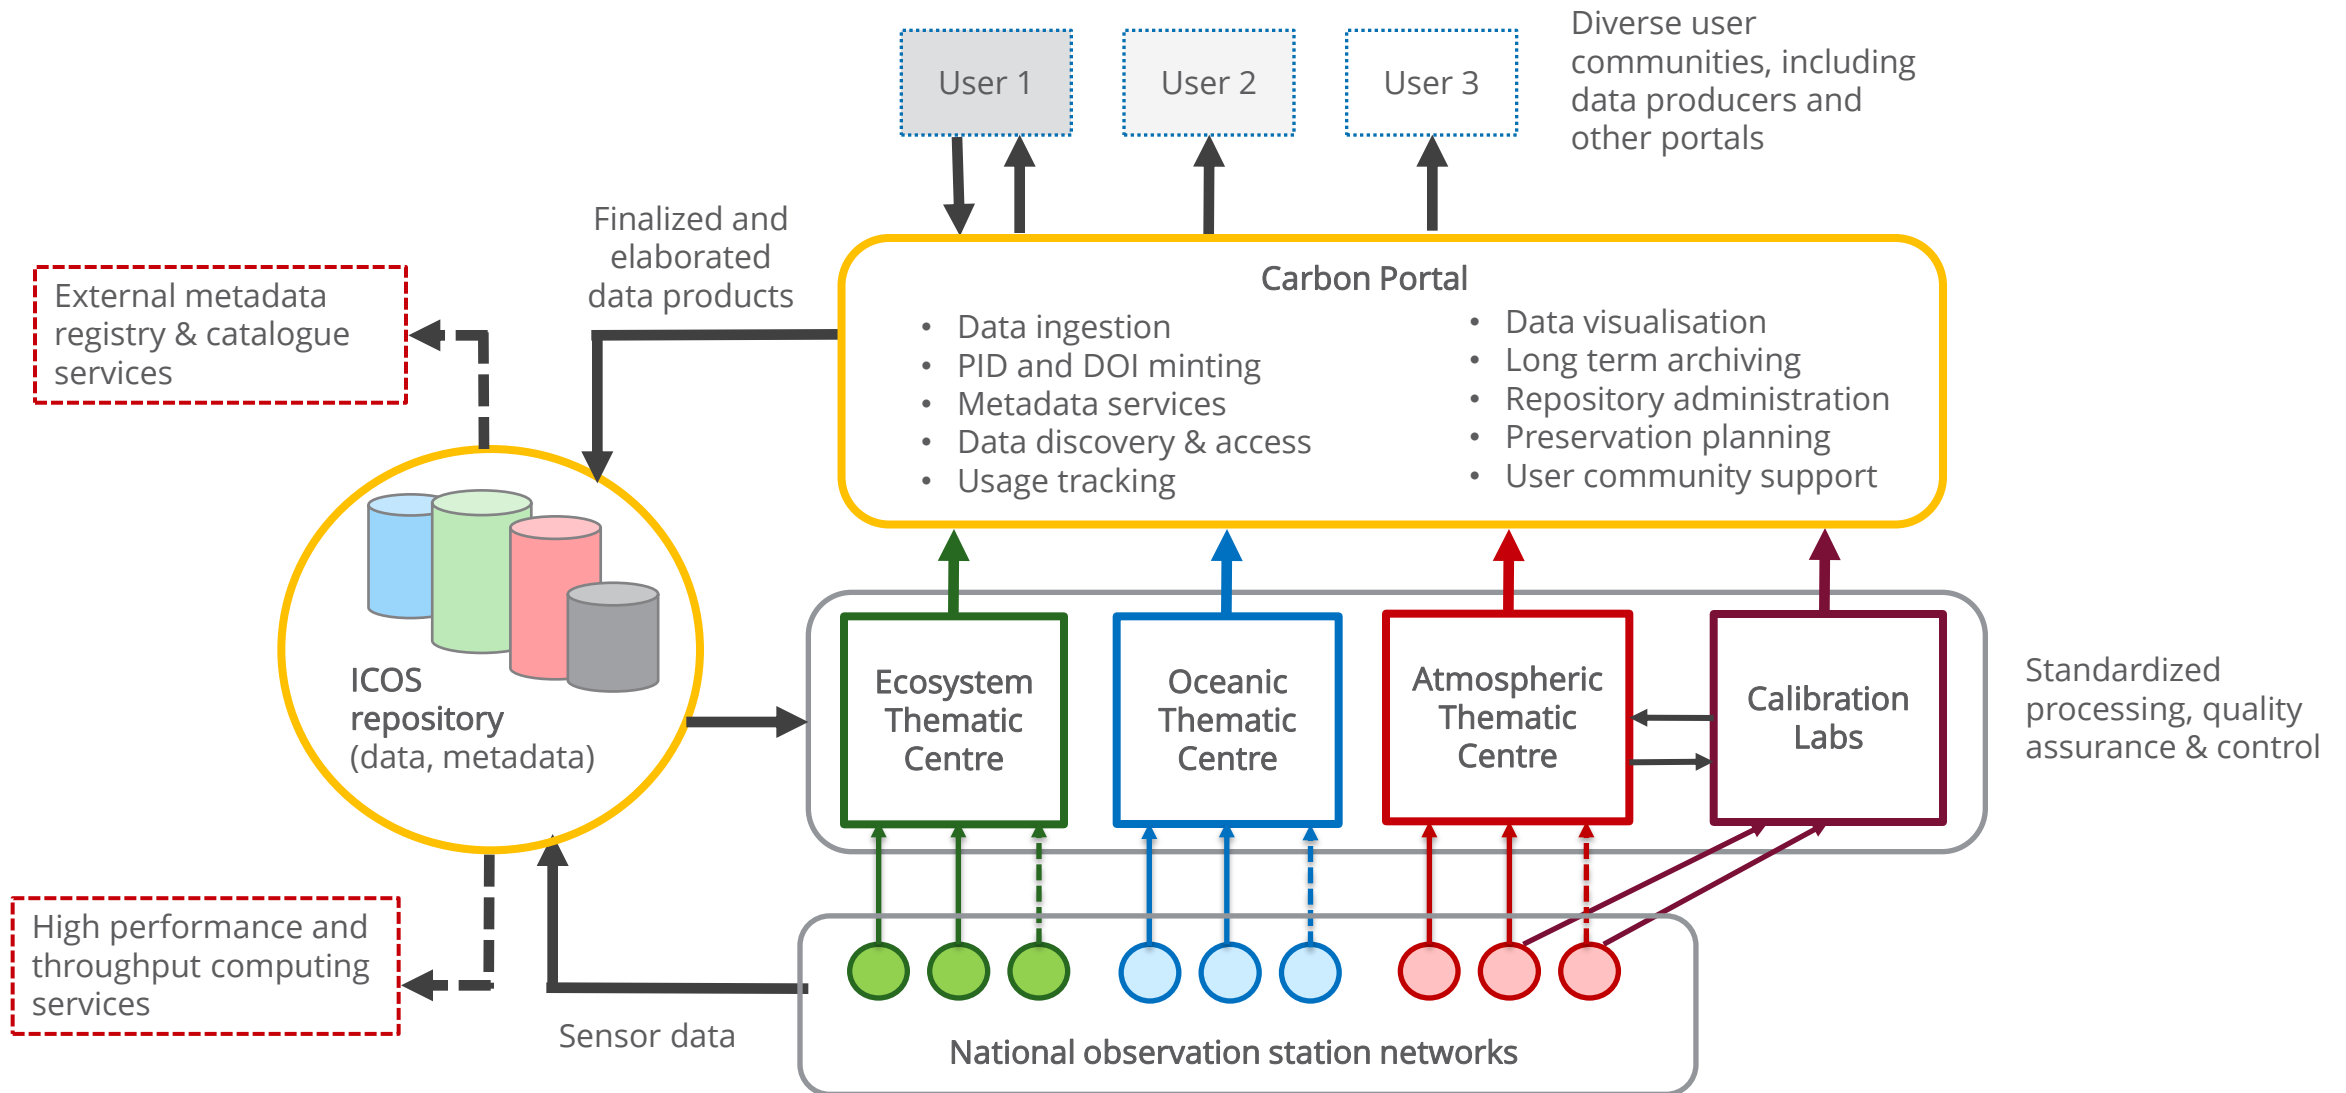 User 1
User 2
User 3
Diverse user
communities, including
data producers and
other portals
Finalized and
elaborated
data products
External metadata
registry & catalogue
services
Carbon Portal
• Data ingestion
• PID and DOI minting
• Metadata services
• Data discovery & access
• Usage tracking
• Data visualisation
• Long term archiving
• Repository administration
• Preservation planning
• User community support
ICOS
repository
(data, metadata)
Ecosystem
Thematic
Centre
Oceanic
Thematic
Centre
Atmospheric
Thematic
Centre
Calibration
Labs
Standardized
processing, quality
assurance & control
High performance and
throughput computing
services
Sensor data
National observation station networks